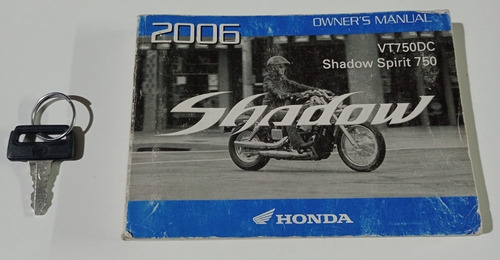 2006
OWNER'S MANUAL
VT750DC
Shadow Spirit 750
Shadow
HONDA